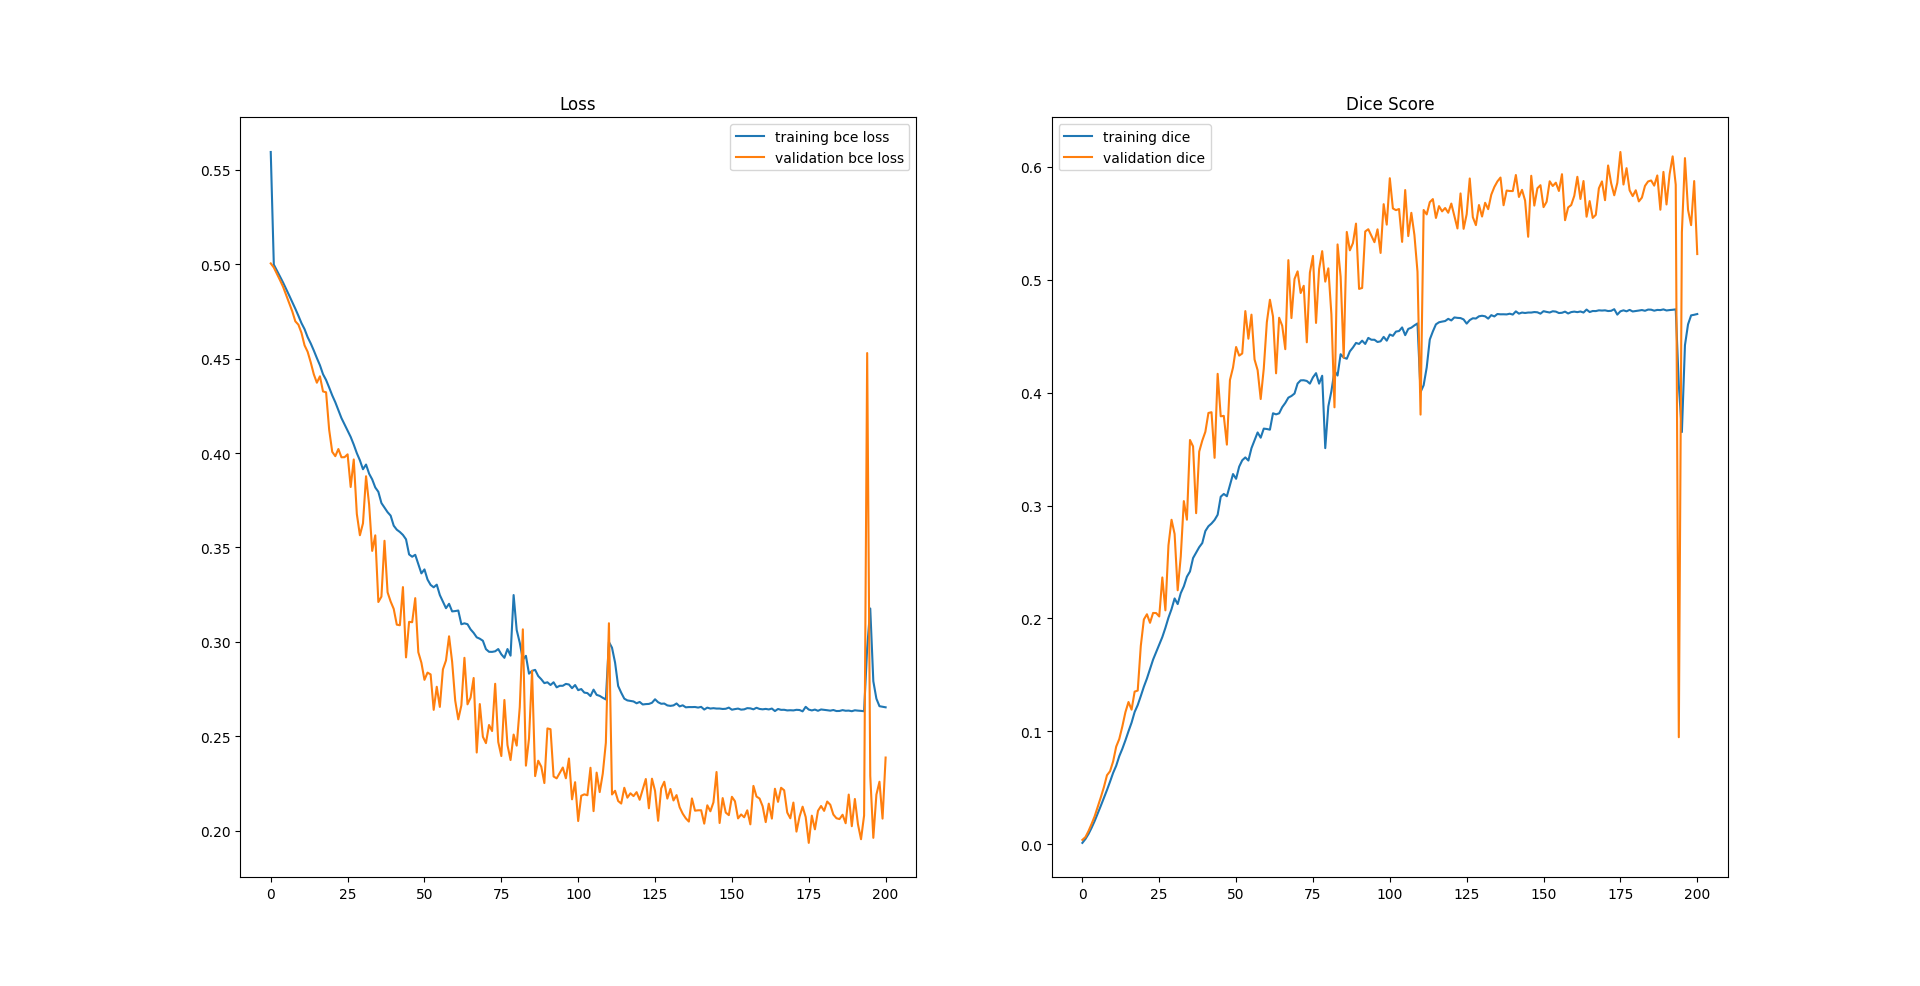 Loss
training bce loss
validation bce loss
0.55
0.50
0.45
0.40
0.35
0.30
0.25
0.20
0 25 50 75 100 125 150 175 200
Dice Score
training dice
validation dice
0.6
0.5
0.4
0.3
0.2
0.1
0.0
0 25 50 75 100 125 150 175 200